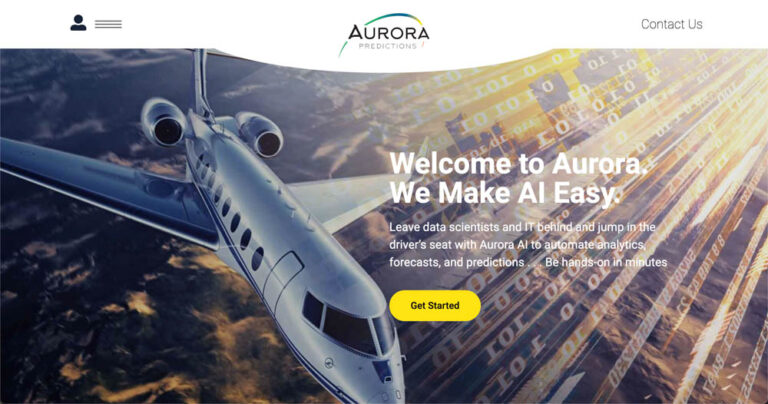 AURORA
PREDICTIONS
Contact Us
Welcome to Aurora.
We Make AI Easy.
Leave data scientists and IT behind and jump in the
driver's seat with Aurora AI to automate analytics,
forecasts, and predictions . . . . Be hands-on in minutes
Get Started